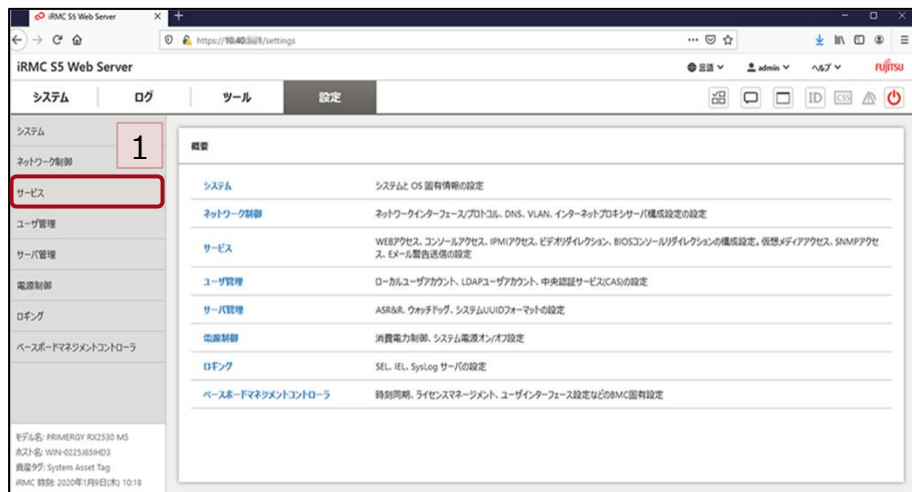 iRMC S5 Web Server
https://10.40. /settings
iRMC S5 Web Server
言語 admin ヘルプ FUJITSU
システム ログ ツール 設定
ID CSS
システム
ネットワーク制御
1
サービス
ユーザ管理
サーバ管理
電源制御
ロギング
ベースボードマネジメントコントローラ
概要
システム システムと OS 固有情報の設定
ネットワーク制御 ネットワークインターフェース/プロトコル、DNS、VLAN、インターネットプロキシサーバ構成設定の設定
サービス WEBアクセス、コンソールアクセス、IPMIアクセス、ビデオリダイレクション、BIOSコンソールリダイレクションの構成設定。仮想メディアアクセス、SNMPアクセ
ス、Eメール警告送信の設定
ユーザ管理 ローカルユーザアカウント、LDAPユーザアカウント、中央認証サービス(CAS)の設定
サーバ管理 ASR&R、ウォッチドッグ、システムUUIDフォーマットの設定
電源制御 消費電力制御、システム電源オン/オフ設定
ロギング SEL、IEL、SysLog サーバの設定
ベースボードマネジメントコントローラ 時刻同期、ライセンスマネージメント、ユーザインターフェース設定などのBMC固有設定
モデル名: PRIMERGY RX2530 M5
ホスト名: WIN-0225J85IHD3
資産タグ: System Asset Tag
iRMC 時刻: 2020年1月9日(木) 10:18